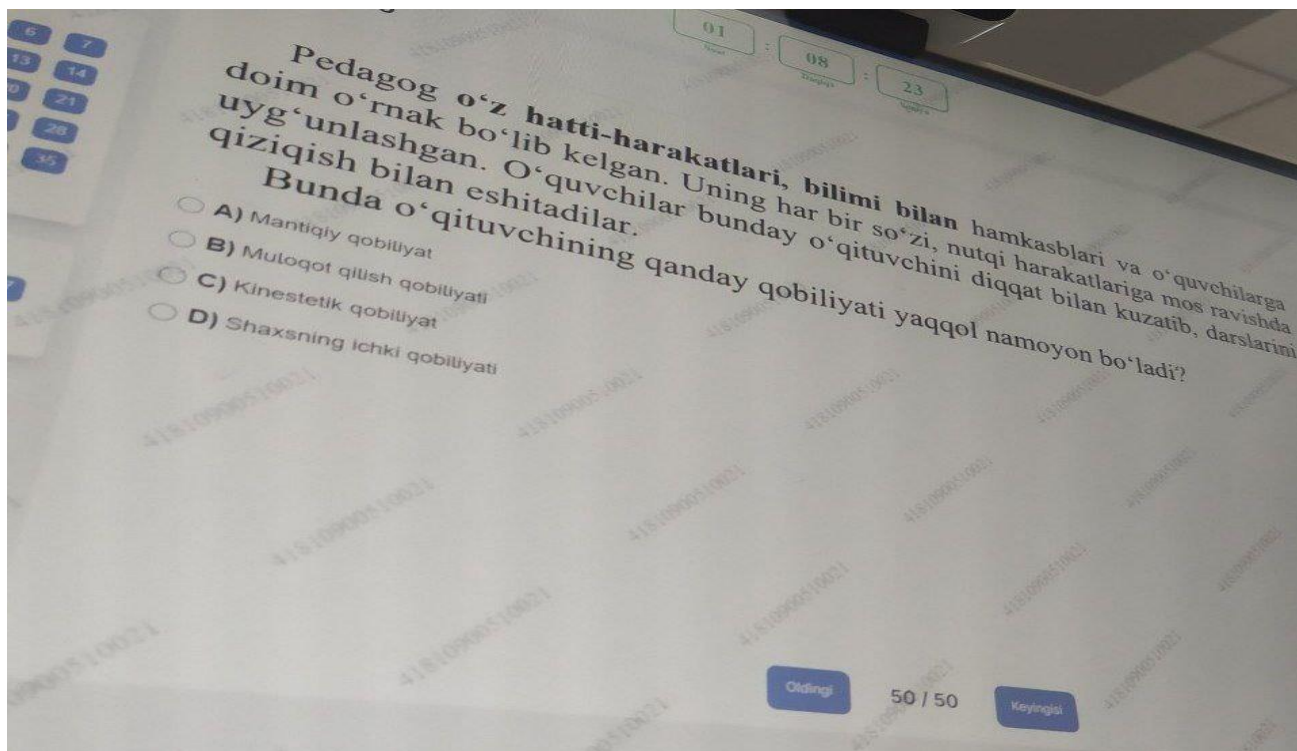 01 : 08 : 23
6 7
13 14
21
28
35
Pedagog o‘z hatti-harakatlari, bilimi bilan hamkasblari va o‘quvchilarga
doim o‘rnak bo‘lib kelgan. Uning har bir so‘zi, nutqi harakatlariga mos ravishda
uyg‘unlashgan. O‘quvchilar bunday o‘qituvchini diqqat bilan kuzatib, darslarini
qiziqish bilan eshitadilar.
Bunda o‘qituvchining qanday qobiliyati yaqqol namoyon bo‘ladi?
A) Mantiqiy qobiliyat
B) Muloqot qilish qobiliyati
C) Kinestetik qobiliyat
D) Shaxsning ichki qobiliyati
Oldingi 50 / 50 Keyingisi
4181090051002​1